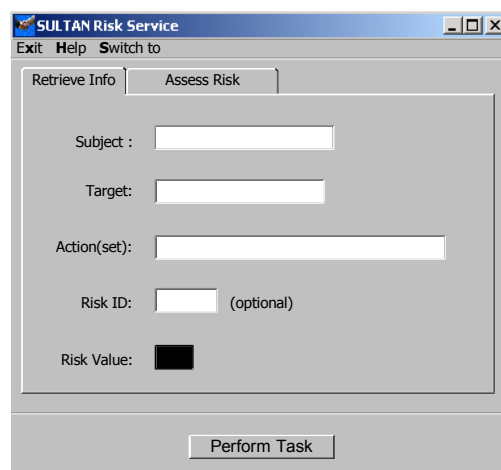 SULTAN Risk Service
Exit Help Switch to
Retrieve Info Assess Risk
Subject :
Target:
Action(set):
Risk ID: (optional)
Risk Value:
Perform Task